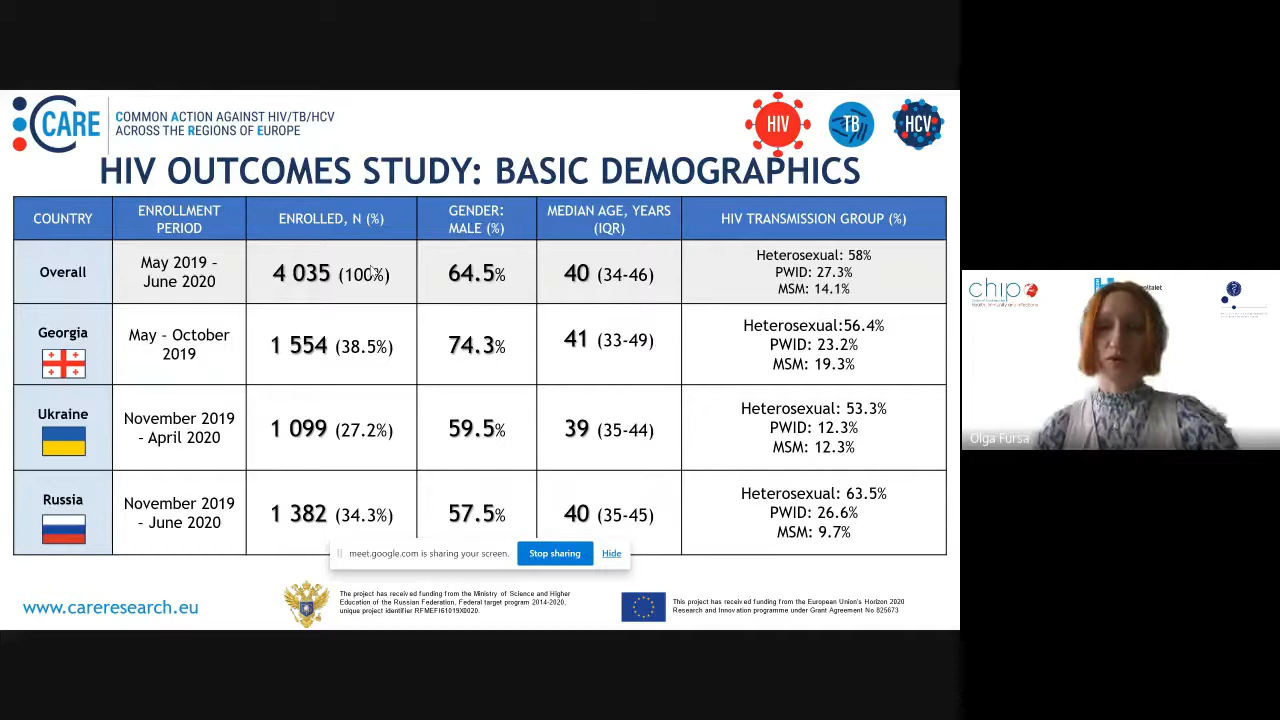 CARE
COMMON ACTION AGAINST HIV/TB/HCV
ACROSS THE REGIONS OF EUROPE
HIV
TB
HCV
HIV OUTCOMES STUDY: BASIC DEMOGRAPHICS
COUNTRY
ENROLLMENT
PERIOD
ENROLLED, N (%)
GENDER:
MALE (%)
MEDIAN AGE, YEARS
(IQR)
HIV TRANSMISSION GROUP (%)
Overall
May 2019 –
June 2020
4 035 (100%)
64.5%
40 (34-46)
Heterosexual: 58%
PWID: 27.3%
MSM: 14.1%
Georgia
May – October
2019
1 554 (38.5%)
74.3%
41 (33-49)
Heterosexual:56.4%
PWID: 23.2%
MSM: 19.3%
Ukraine
November 2019
– April 2020
1 099 (27.2%)
59.5%
39 (35-44)
Heterosexual: 53.3%
PWID: 12.3%
MSM: 12.3%
Russia
November 2019
– June 2020
1 382 (34.3%)
57.5%
40 (35-45)
Heterosexual: 63.5%
PWID: 26.6%
MSM: 9.7%
meet.google.com is sharing your screen.
Stop sharing
Hide
www.careresearch.eu
The project has received funding from the Ministry of Science and Higher
Education of the Russian Federation, Federal target program 2014-2020,
unique project identifier RFMEFI61019X0020.
This project has received funding from the European Union's Horizon 2020
Research and Innovation programme under Grant Agreement No 825673
chip
Olga Fursa